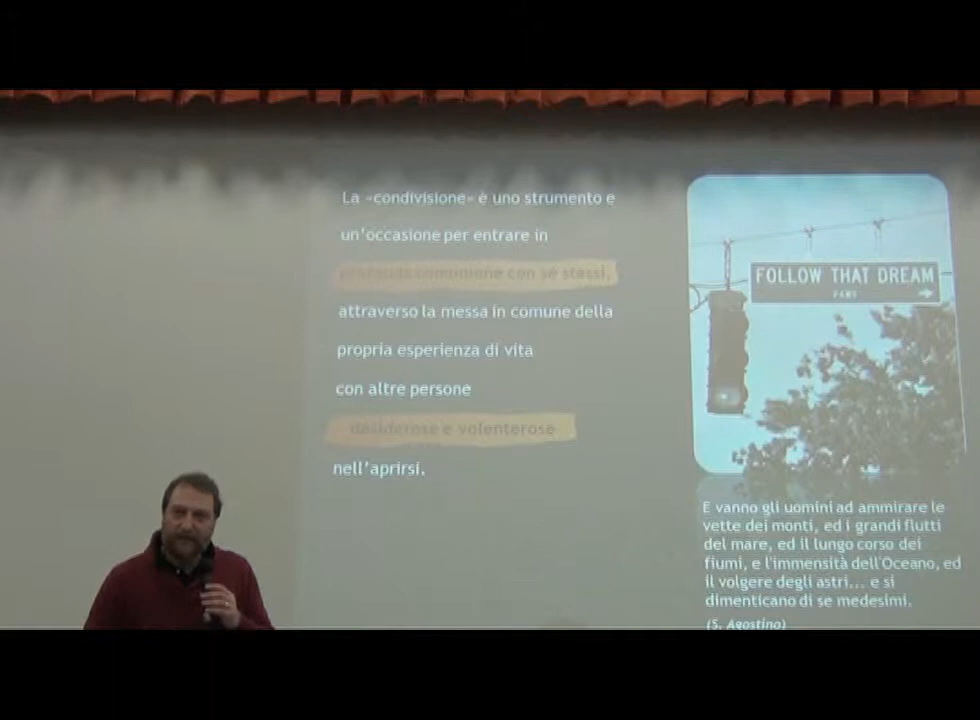 La «condivisione» è uno strumento e
un'occasione per entrare in
comunione con sé stessi,
attraverso la messa in comune della
propria esperienza di vita
con altre persone
desiderose e volenterose
nell'aprirsi.
FOLLOW THAT DREAM
PKWY
E vanno gli uomini ad ammirare le
vette dei monti, ed i grandi flutti
del mare, ed il lungo corso dei
fiumi, e l'immensità dell'Oceano, ed
il volgere degli astri... e si
dimenticano di se medesimi.
(S. Agostino)